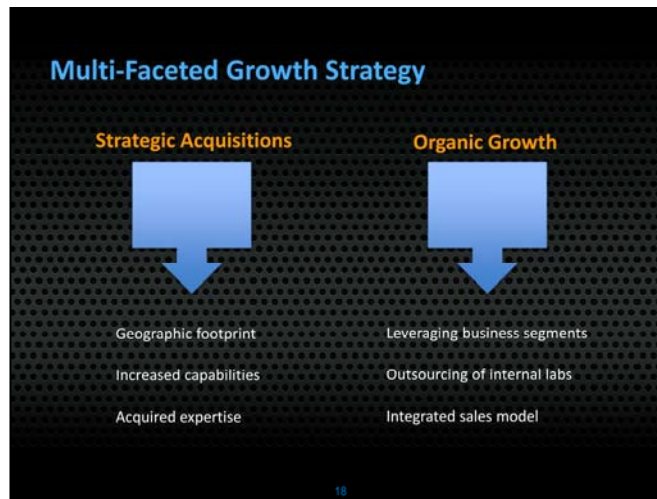 Multi-Faceted Growth Strategy
Strategic Acquisitions
Geographic footprint
Increased capabilities
Acquired expertise
Organic Growth
Leveraging business segments
Outsourcing of internal labs
Integrated sales model
18